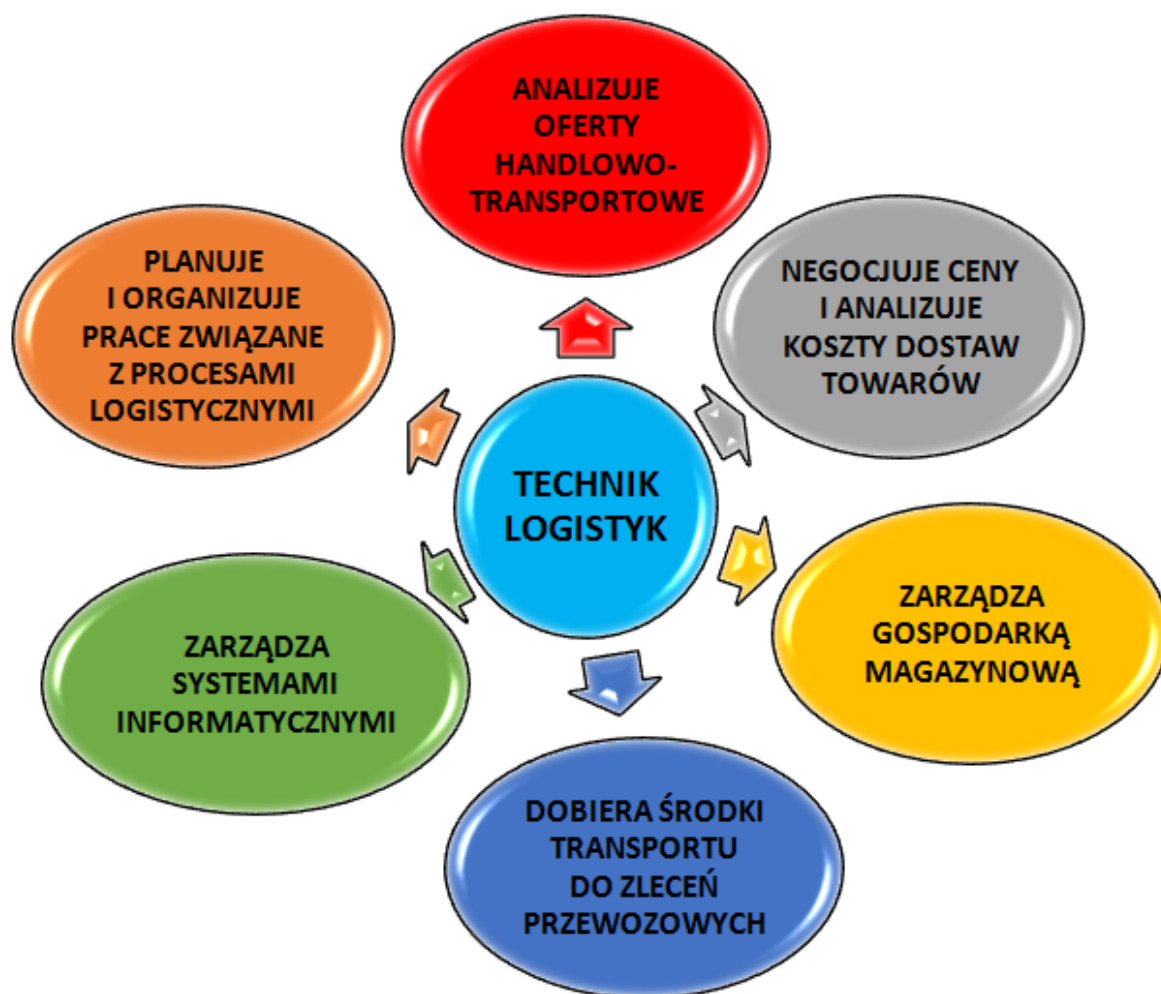 ANALIZUJE
OFERTY
HANDLOWO-
TRANSPORTOWE
NEGOCJUJE CENY
I ANALIZUJE
KOSZTY DOSTAW
TOWARÓW
ZARZĄDZA
GOSPODARKĄ
MAGAZYNOWĄ
DOBIERA ŚRODKI
TRANSPORTU
DO ZLECEŃ
PRZEWOZOWYCH
ZARZĄDZA
SYSTEMAMI
INFORMATYCZNYMI
PLANUJE
I ORGANIZUJE
PRACE ZWIĄZANE
Z PROCESAMI
LOGISTYCZNYMI
TECHNIK
LOGISTYK